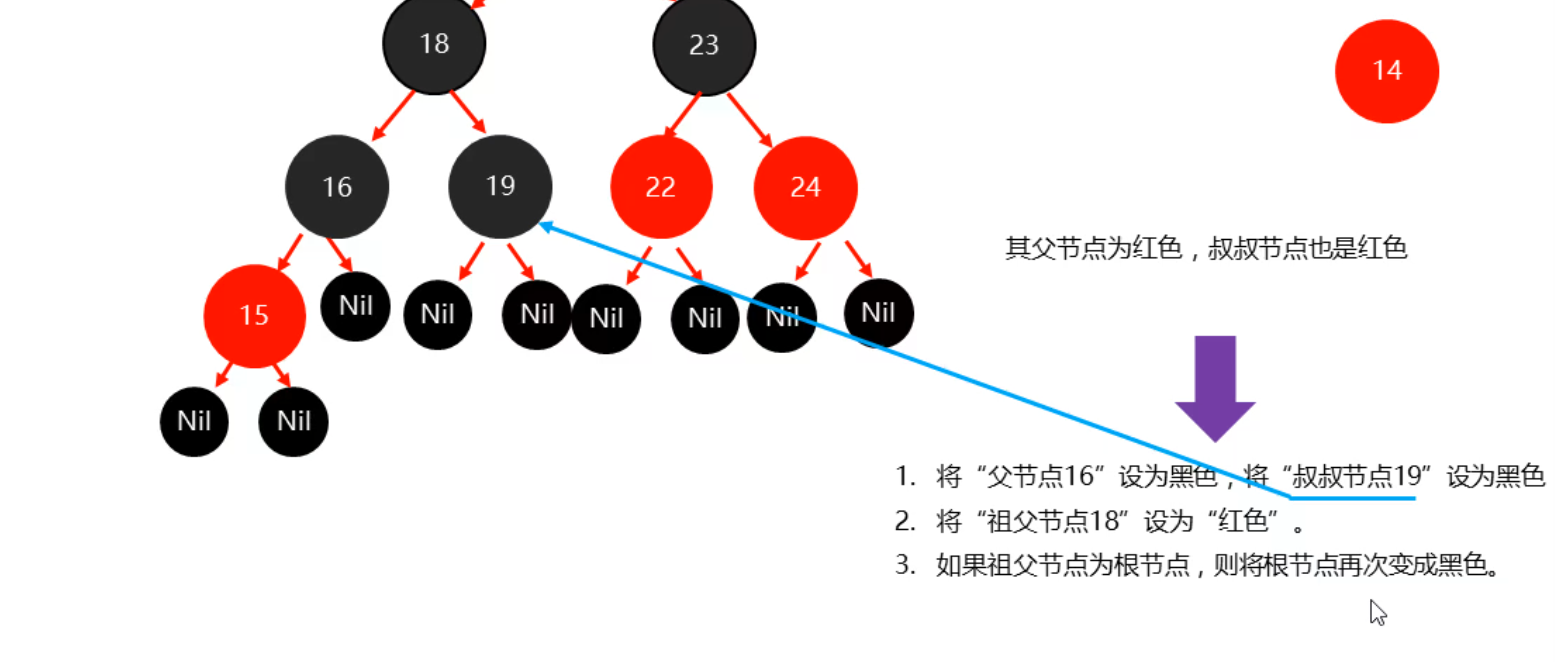 18
23
14
16
19
22
24
其父节点为红色，叔叔节点也是红色
15
Nil
Nil
Nil
Nil
Nil
Nil
Nil
Nil
Nil
1. 将“父节点16”设为黑色，将“叔叔节点19”设为黑色
2. 将“祖父节点18”设为“红色”。
3. 如果祖父节点为根节点，则将根节点再次变成黑色。